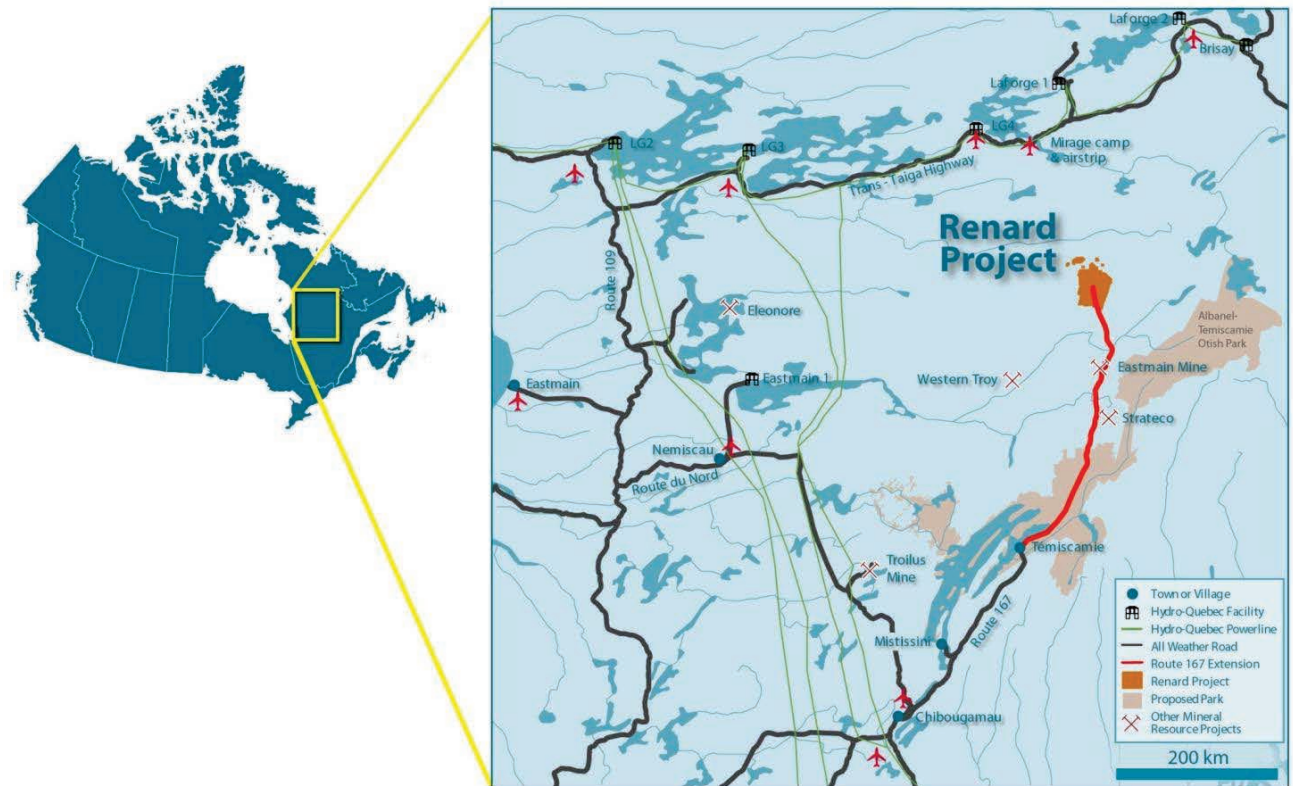 Laforge 2
Brisay
Laforge 1
LG2
LG3
LG4
Mirage camp
& airstrip
Trans - Taiga Highway
Renard
Project
Route 109
Eleonore
Albanel-
Temiscamie
Otish Park
Eastmain Mine
Eastmain
Eastmain 1
Western Troy
Strateco
Nemiscau
Route du Nord
Témiscamie
Troilus
Mine
Route 167
Mistissini
Chibougamau
Town or Village
Hydro-Quebec Facility
Hydro-Quebec Powerline
All Weather Road
Route 167 Extension
Renard Project
Proposed Park
Other Mineral
Resource Projects
200 km